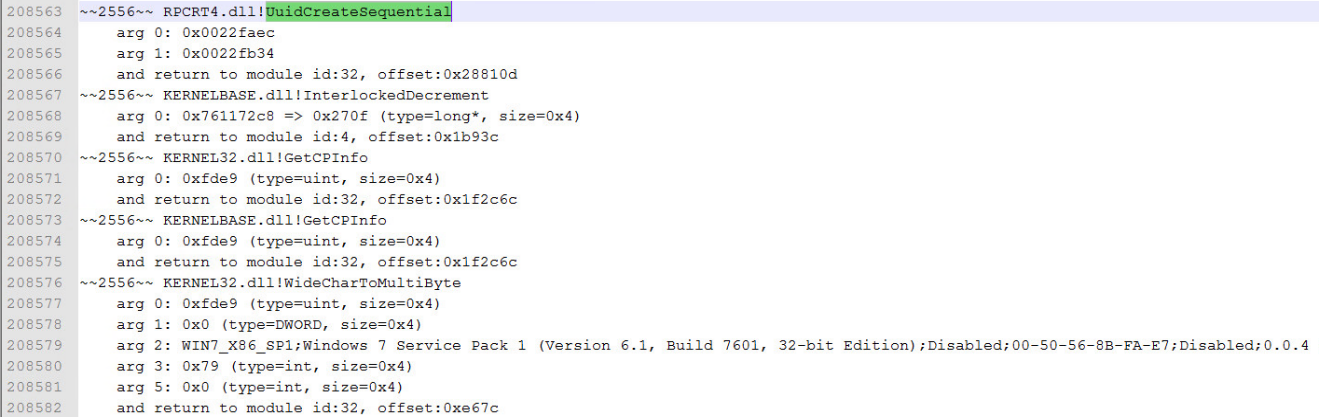 208563 ~~2556~~ RPCRT4.dll!UuidCreateSequential
208564 arg 0: 0x0022faec
208565 arg 1: 0x0022fb34
208566 and return to module id:32, offset:0x28810d
208567 ~~2556~~ KERNELBASE.dll!InterlockedDecrement
208568 arg 0: 0x761172c8 => 0x270f (type=long*, size=0x4)
208569 and return to module id:4, offset:0x1b93c
208570 ~~2556~~ KERNEL32.dll!GetCPInfo
208571 arg 0: 0xfde9 (type=uint, size=0x4)
208572 and return to module id:32, offset:0x1f2c6c
208573 ~~2556~~ KERNELBASE.dll!GetCPInfo
208574 arg 0: 0xfde9 (type=uint, size=0x4)
208575 and return to module id:32, offset:0x1f2c6c
208576 ~~2556~~ KERNEL32.dll!WideCharToMultiByte
208577 arg 0: 0xfde9 (type=uint, size=0x4)
208578 arg 1: 0x0 (type=DWORD, size=0x4)
208579 arg 2: WIN7_X86_SP1;Windows 7 Service Pack 1 (Version 6.1, Build 7601, 32-bit Edition);Disabled;00-50-56-8B-FA-E7;Disabled;0.0.4
208580 arg 3: 0x79 (type=int, size=0x4)
208581 arg 5: 0x0 (type=int, size=0x4)
208582 and return to module id:32, offset:0xe67c